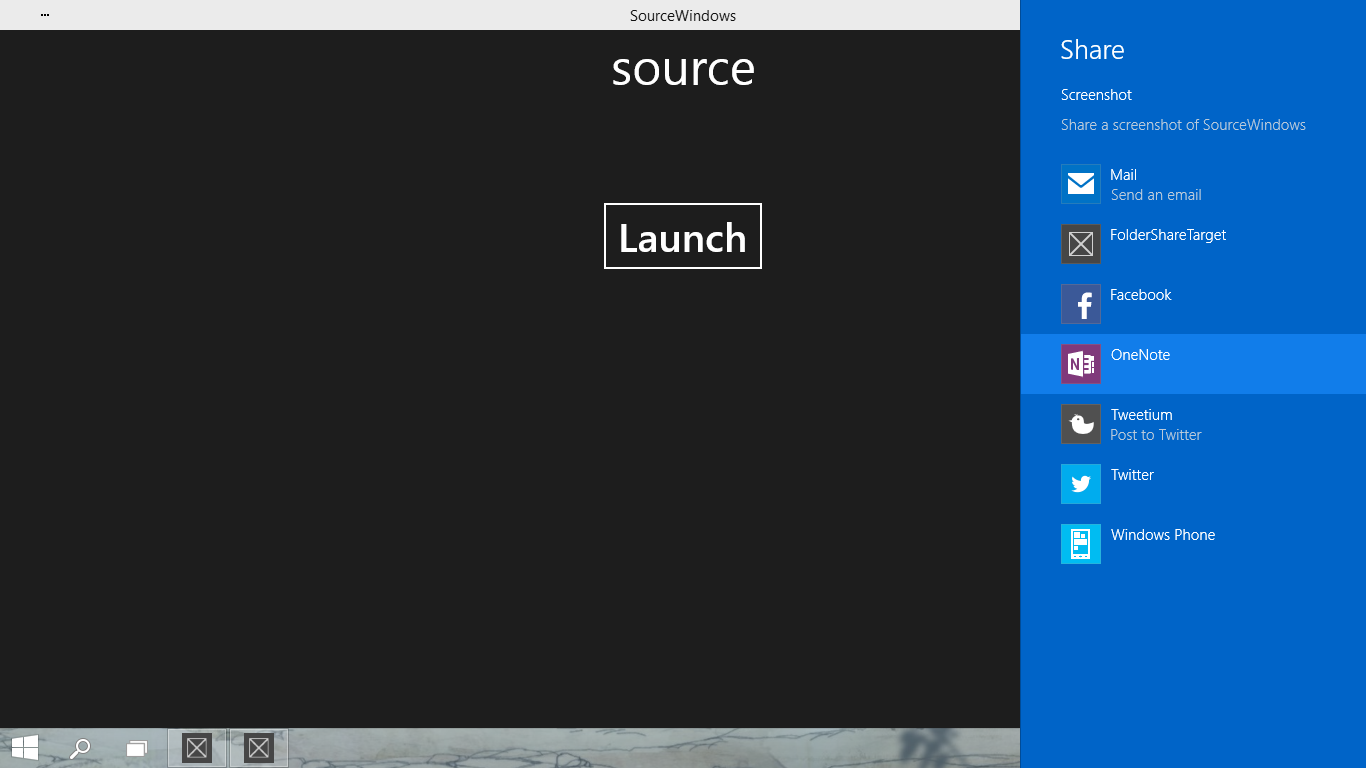 ...
SourceWindows
source
Launch
Share
Screenshot
Share a screenshot of SourceWindows
Mail
Send an email
FolderShareTarget
Facebook
OneNote
Tweetium
Post to Twitter
Twitter
Windows Phone